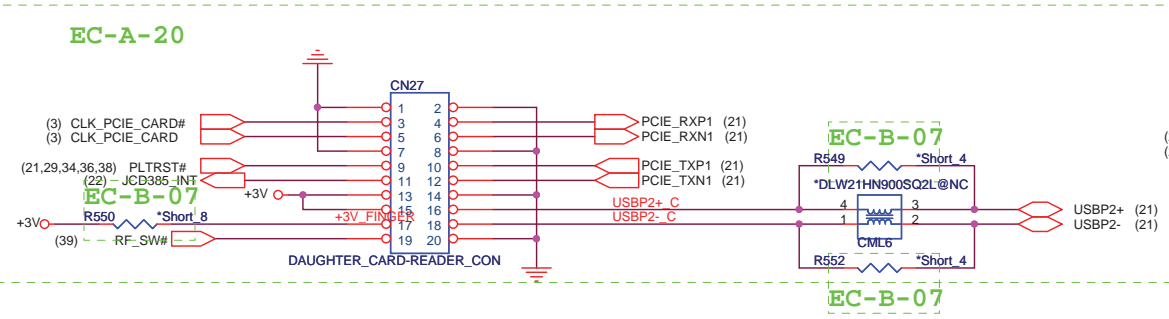 EC-A-20
CN27
1 2
(3) CLK_PCIE_CARD# 3 4 PCIE_RXP1 (21)
(3) CLK_PCIE_CARD 5 6 PCIE_RXN1 (21)
EC-B-07
7 8
R549 *Short_4
(21,29,34,36,38) PLTRST# 9 10 PCIE_TXP1 (21)
(22) JCD385_INT 11 12 PCIE_TXN1 (21)
*DLW21HN900SQ2L@NC
EC-B-07
+3V 13 14
15 16 USBP2+_C 4 3 USBP2+ (21)
R550 *Short_8
+3V +3V_FINGER 17 18 USBP2-_C 1 2 USBP2- (21)
(39) RF_SW# 19 20
CML6
DAUGHTER_CARD-READER_CON
R552 *Short_4
EC-B-07